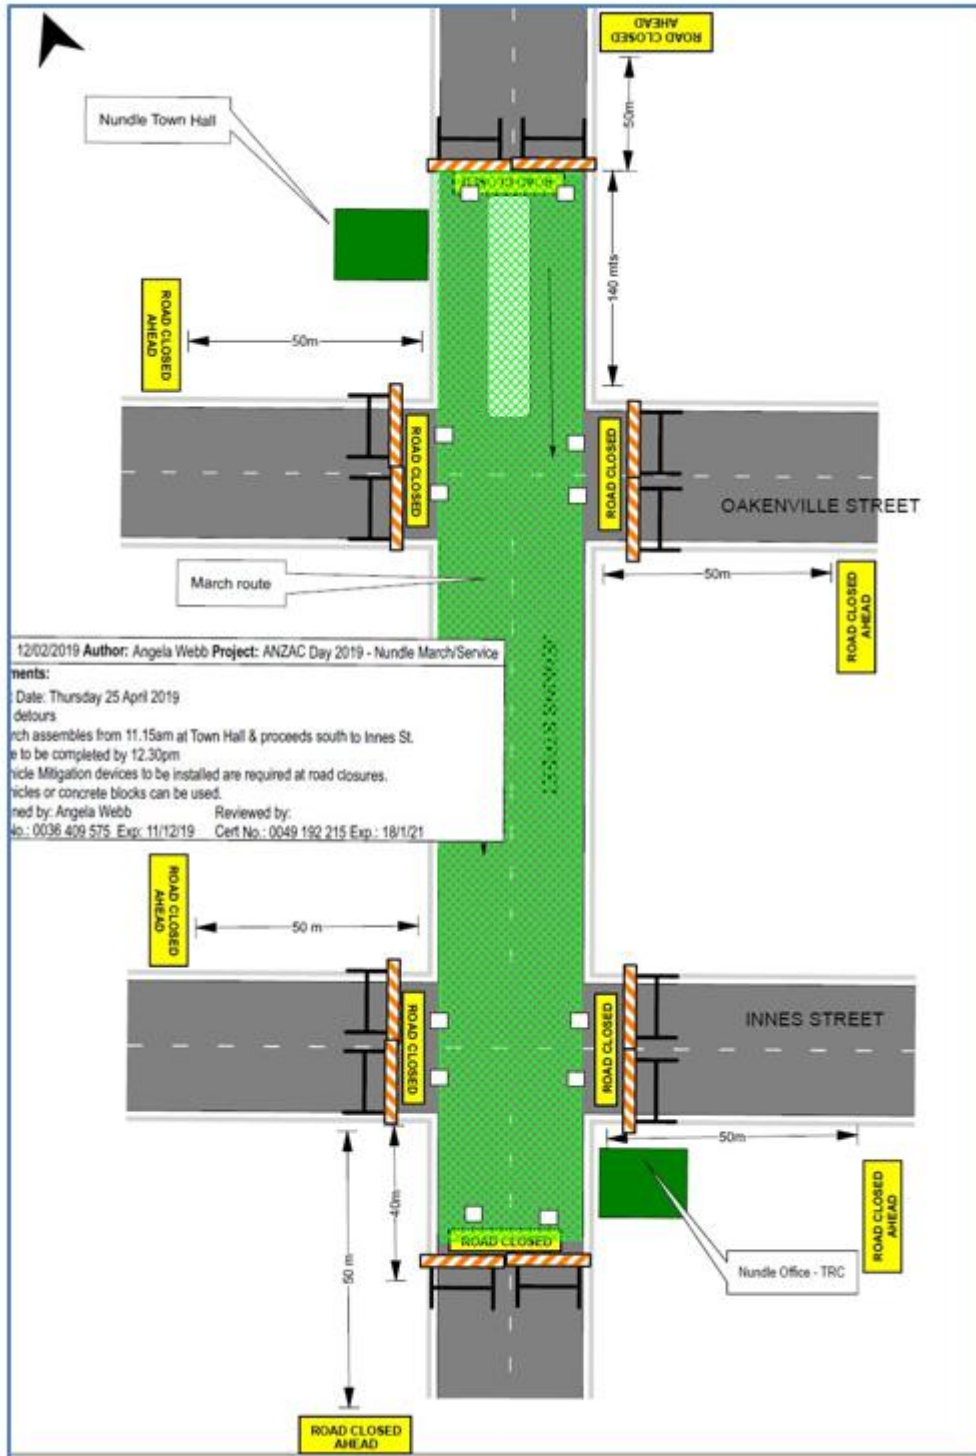 ROAD CLOSED
AHEAD
50m
Nundle Town Hall
ROAD CLOSED
140 mts
ROAD CLOSED
AHEAD
50m
ROAD CLOSED
ROAD CLOSED
OAKENVILLE STREET
March route
50m
ROAD CLOSED
AHEAD
12/02/2019 Author: Angela Webb Project: ANZAC Day 2019 - Nundle March/Service
ments:
Date: Thursday 25 April 2019
detours
rch assembles from 11.15am at Town Hall & proceeds south to Innes St.
e to be completed by 12.30pm
icle Mitigation devices to be installed are required at road closures.
hicles or concrete blocks can be used.
ned by: Angela Webb Reviewed by:
No.: 0036 409 575 Exp: 11/12/19 Cert No.: 0049 192 215 Exp.: 18/1/21
ROAD CLOSED
AHEAD
50 m
ROAD CLOSED
ROAD CLOSED
INNES STREET
50m
40m
50 m
ROAD CLOSED
ROAD CLOSED
AHEAD
Nundle Office - TRC
ROAD CLOSED
AHEAD